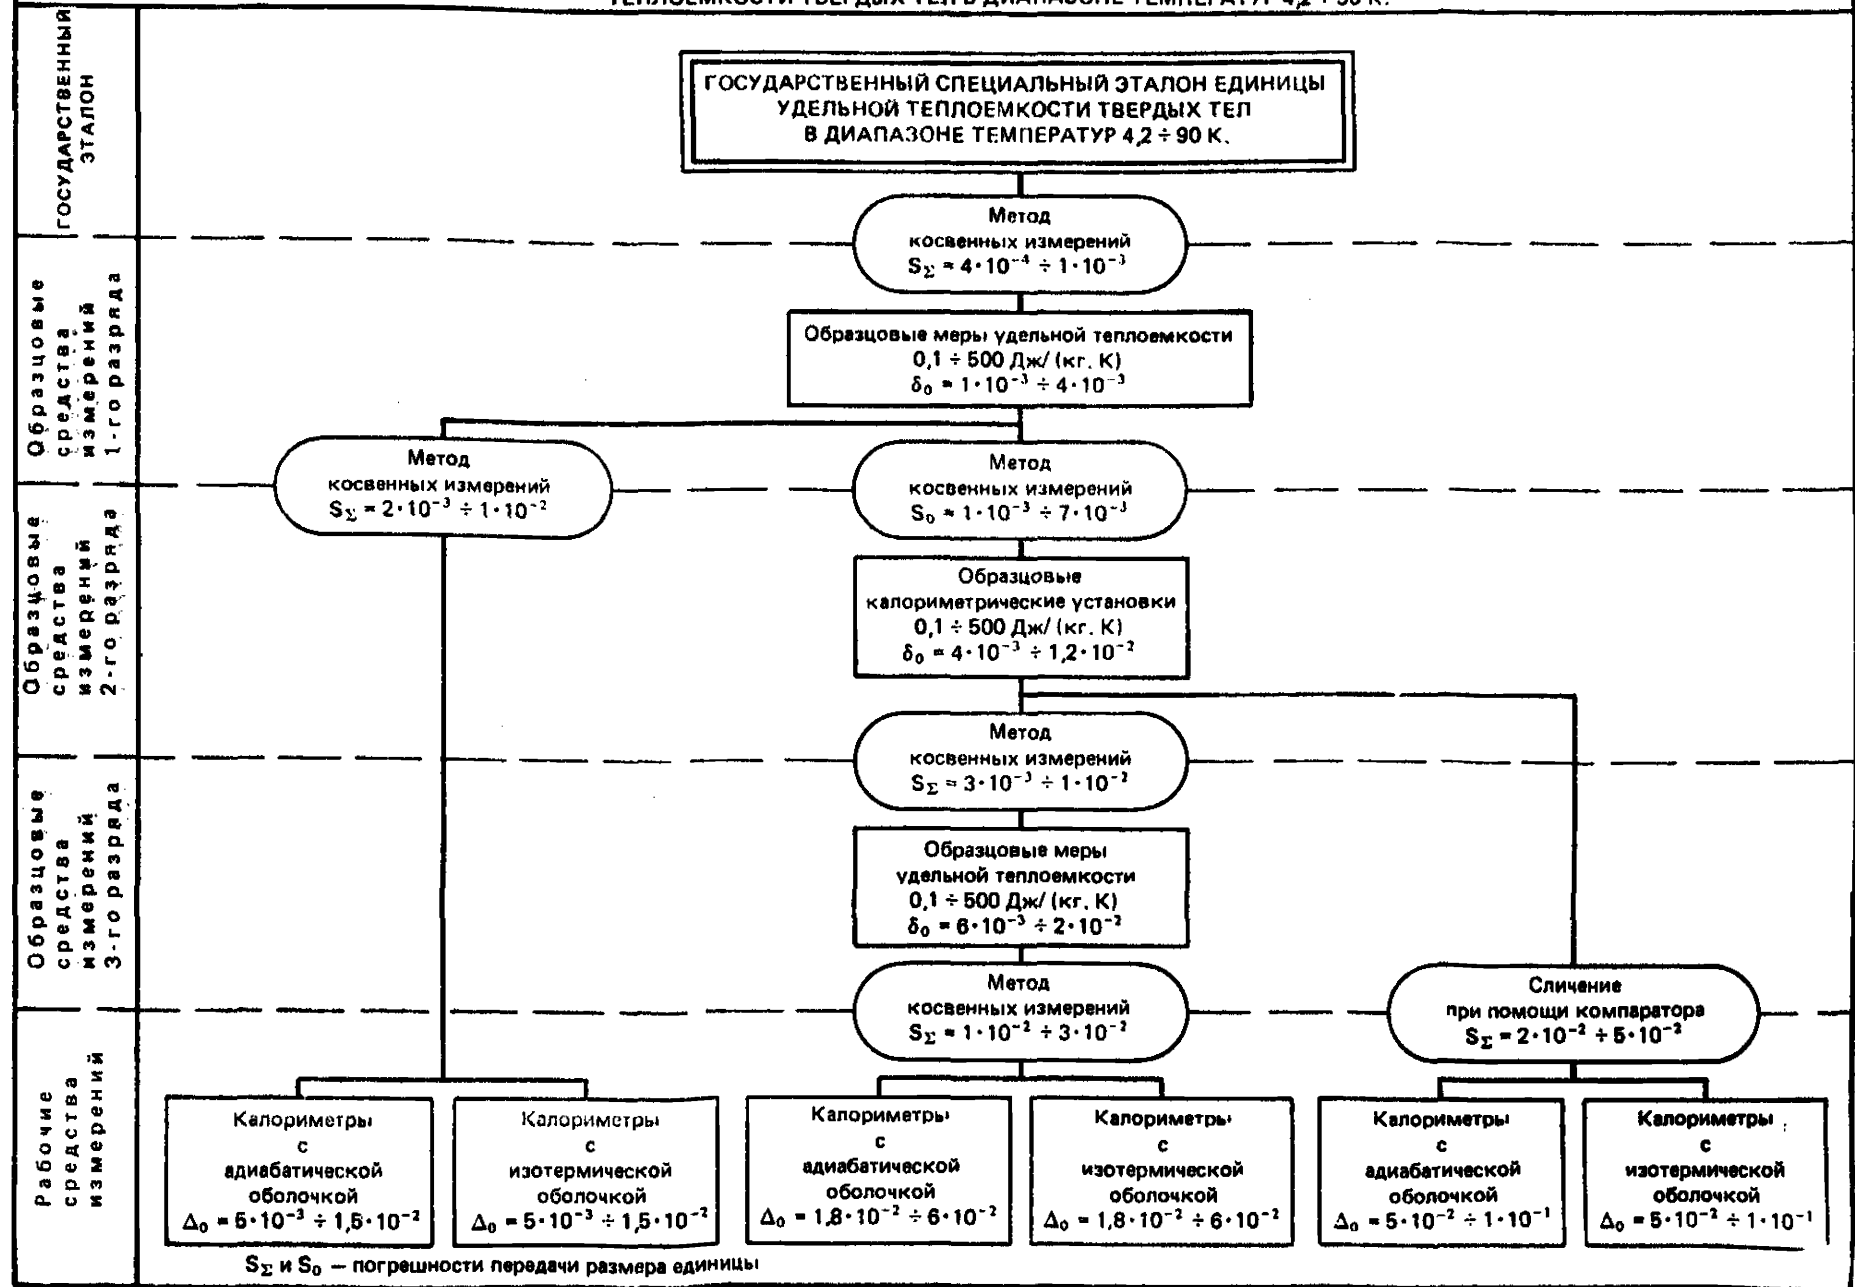 ТЕПЛОЕМКОСТИ ТВЕРДЫХ ТЕЛ В ДИАПАЗОНЕ ТЕМПЕРАТУР 4,2 ÷ 90 К.
ГОСУДАРСТВЕННЫЙ
ЭТАЛОН
ГОСУДАРСТВЕННЫЙ СПЕЦИАЛЬНЫЙ ЭТАЛОН ЕДИНИЦЫ
УДЕЛЬНОЙ ТЕПЛОЕМКОСТИ ТВЕРДЫХ ТЕЛ
В ДИАПАЗОНЕ ТЕМПЕРАТУР 4,2 ÷ 90 К.
Метод
косвенных измерений
S_Σ = 4·10⁻⁴ ÷ 1·10⁻³
Образцовые
средства
измерений
1-го разряда
Образцовые меры удельной теплоемкости
0,1 ÷ 500 Дж/ (кг. К)
δ₀ = 1·10⁻³ ÷ 4·10⁻³
Метод
косвенных измерений
S_Σ = 2·10⁻³ ÷ 1·10⁻²
Метод
косвенных измерений
S₀ = 1·10⁻³ ÷ 7·10⁻³
Образцовые
средства
измерений
2-го разряда
Образцовые
калориметрические установки
0,1 ÷ 500 Дж/ (кг. К)
δ₀ = 4·10⁻³ ÷ 1,2·10⁻²
Метод
косвенных измерений
S_Σ = 3·10⁻³ ÷ 1·10⁻²
Образцовые
средства
измерений
3-го разряда
Образцовые меры
удельной теплоемкости
0,1 ÷ 500 Дж/ (кг. К)
δ₀ = 6·10⁻³ ÷ 2·10⁻²
Метод
косвенных измерений
S_Σ = 1·10⁻² ÷ 3·10⁻²
Сличение
при помощи компаратора
S_Σ = 2·10⁻² ÷ 5·10⁻²
Рабочие
средства
измерений
Калориметры
с
адиабатической
оболочкой
Δ₀ = 5·10⁻³ ÷ 1,5·10⁻²
Калориметры
с
изотермической
оболочкой
Δ₀ = 5·10⁻³ ÷ 1,5·10⁻²
Калориметры
с
адиабатической
оболочкой
Δ₀ = 1,8·10⁻² ÷ 6·10⁻²
Калориметры
с
изотермической
оболочкой
Δ₀ = 1,8·10⁻² ÷ 6·10⁻²
Калориметры
с
адиабатической
оболочкой
Δ₀ = 5·10⁻² ÷ 1·10⁻¹
Калориметры
с
изотермической
оболочкой
Δ₀ = 5·10⁻² ÷ 1·10⁻¹
S_Σ и S₀ — погрешности передачи размера единицы